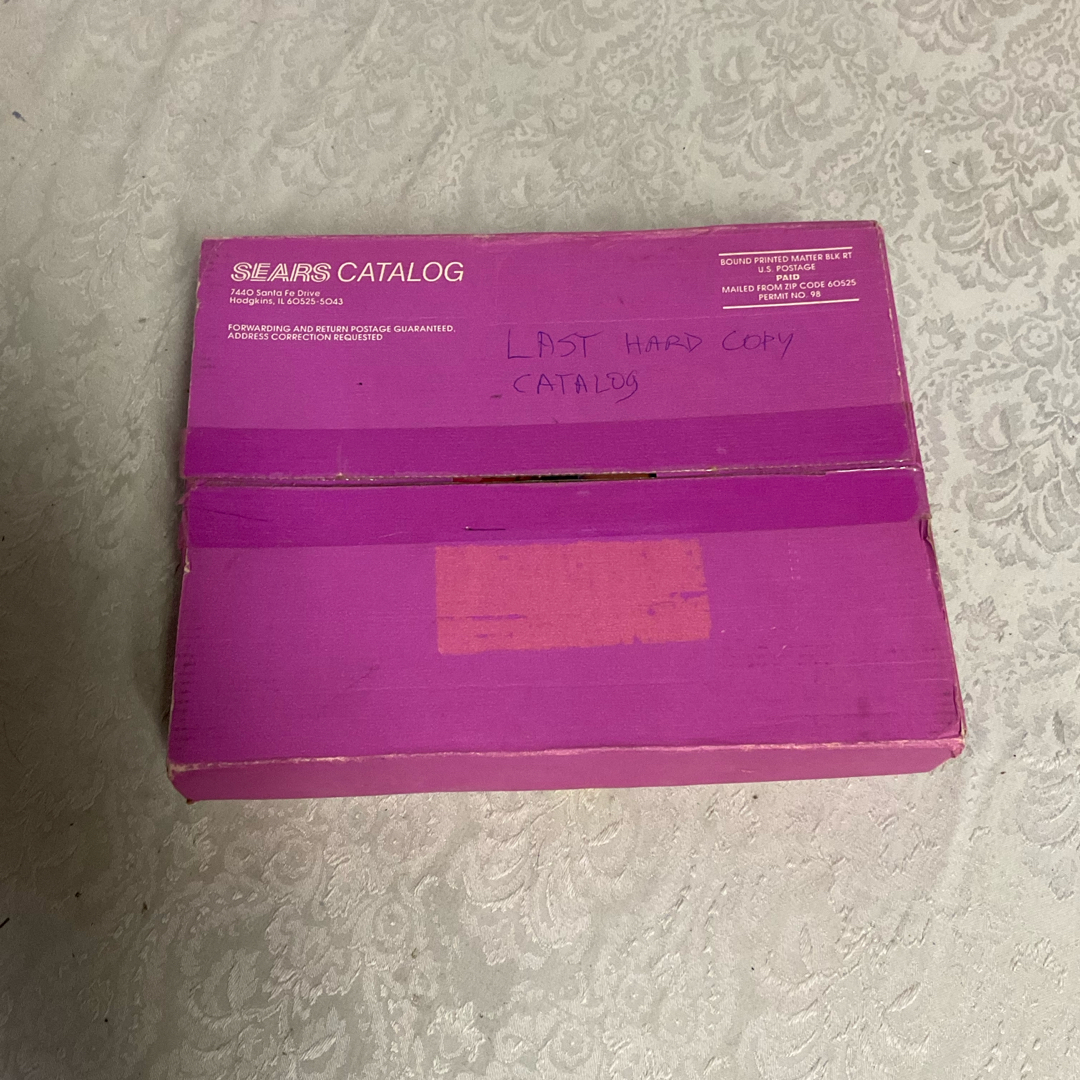 SEARS CATALOG
7440 Santa Fe Drive
Hodgkins, IL 60525-5043
FORWARDING AND RETURN POSTAGE GUARANTEED,
ADDRESS CORRECTION REQUESTED
BOUND PRINTED MATTER BLK RT
U.S. POSTAGE
PAID
MAILED FROM ZIP CODE 60525
PERMIT NO. 98
LAST HARD COPY
CATALOG